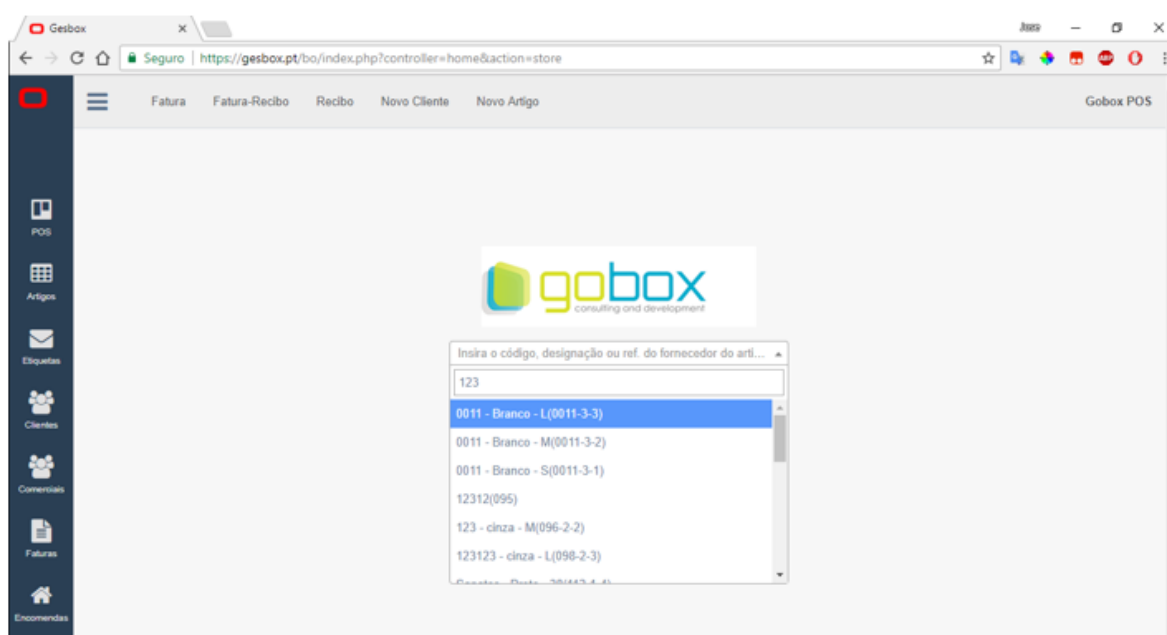 Gesbox
Seguro | https://gesbox.pt/bo/index.php?controller=home&action=store
ABP
Fatura Fatura-Recibo Recibo Novo Cliente Novo Artigo Gobox POS
POS
Artigos
Etiquetas
Clientes
Comerciais
Faturas
Encomendas
gobox
consulting and development
Insira o código, designação ou ref. do fornecedor do arti...
123
0011 - Branco - L(0011-3-3)
0011 - Branco - M(0011-3-2)
0011 - Branco - S(0011-3-1)
12312(095)
123 - cinza - M(096-2-2)
123123 - cinza - L(098-2-3)